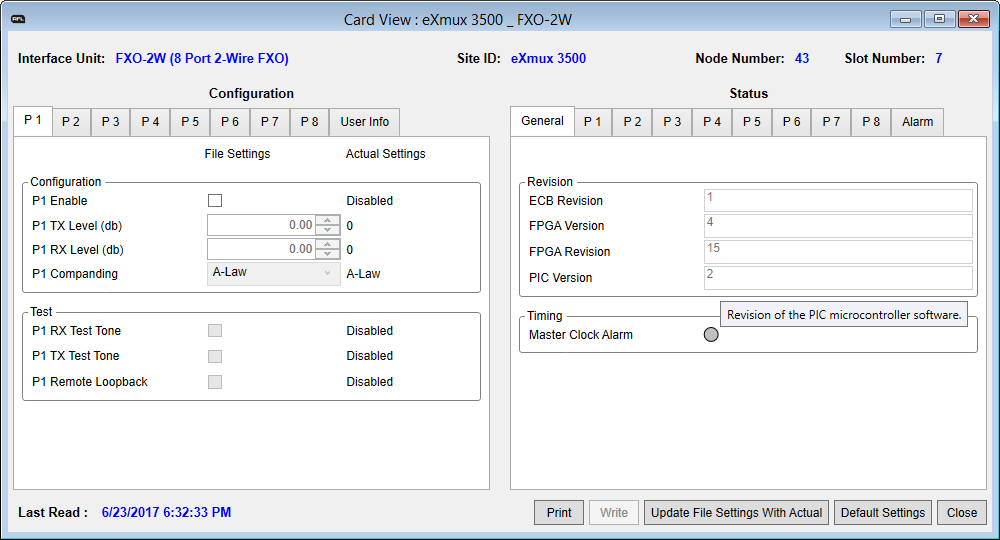 RFL
Card View : eXmux 3500 _ FXO-2W
Interface Unit: FXO-2W (8 Port 2-Wire FXO) Site ID: eXmux 3500 Node Number: 43 Slot Number: 7
Configuration
P 1 P 2 P 3 P 4 P 5 P 6 P 7 P 8 User Info
File Settings Actual Settings
Configuration
P1 Enable Disabled
P1 TX Level (db) 0.00 0
P1 RX Level (db) 0.00 0
P1 Companding A-Law A-Law
Test
P1 RX Test Tone Disabled
P1 TX Test Tone Disabled
P1 Remote Loopback Disabled
Status
General P 1 P 2 P 3 P 4 P 5 P 6 P 7 P 8 Alarm
Revision
ECB Revision 1
FPGA Version 4
FPGA Revision 15
PIC Version 2
Revision of the PIC microcontroller software.
Timing
Master Clock Alarm
Last Read : 6/23/2017 6:32:33 PM
Print Write Update File Settings With Actual Default Settings Close